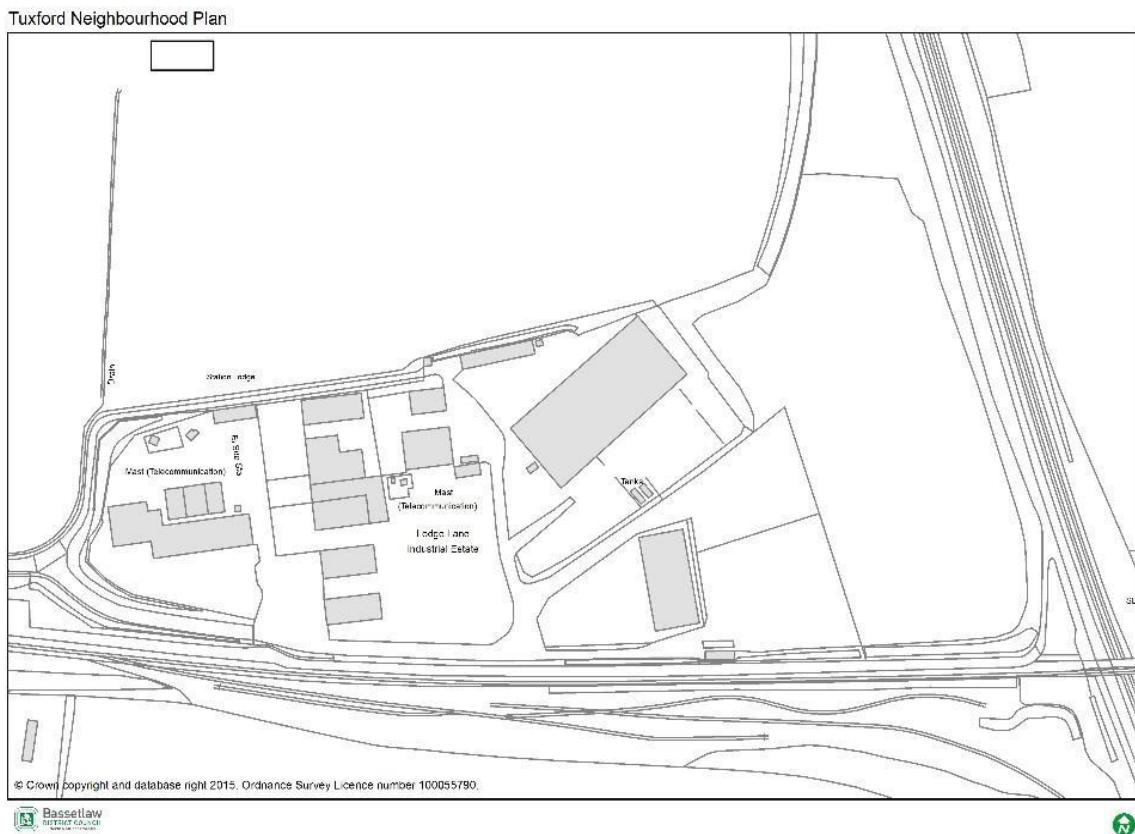 Tuxford Neighbourhood Plan
Drain
Station Lodge
El Sub Sta
Mast (Telecommunication)
Mast
(Telecommunication)
Tanks
Lodge Lane
Industrial Estate
© Crown copyright and database right 2015. Ordnance Survey Licence number 100055790.
Bassetlaw
DISTRICT COUNCIL
N